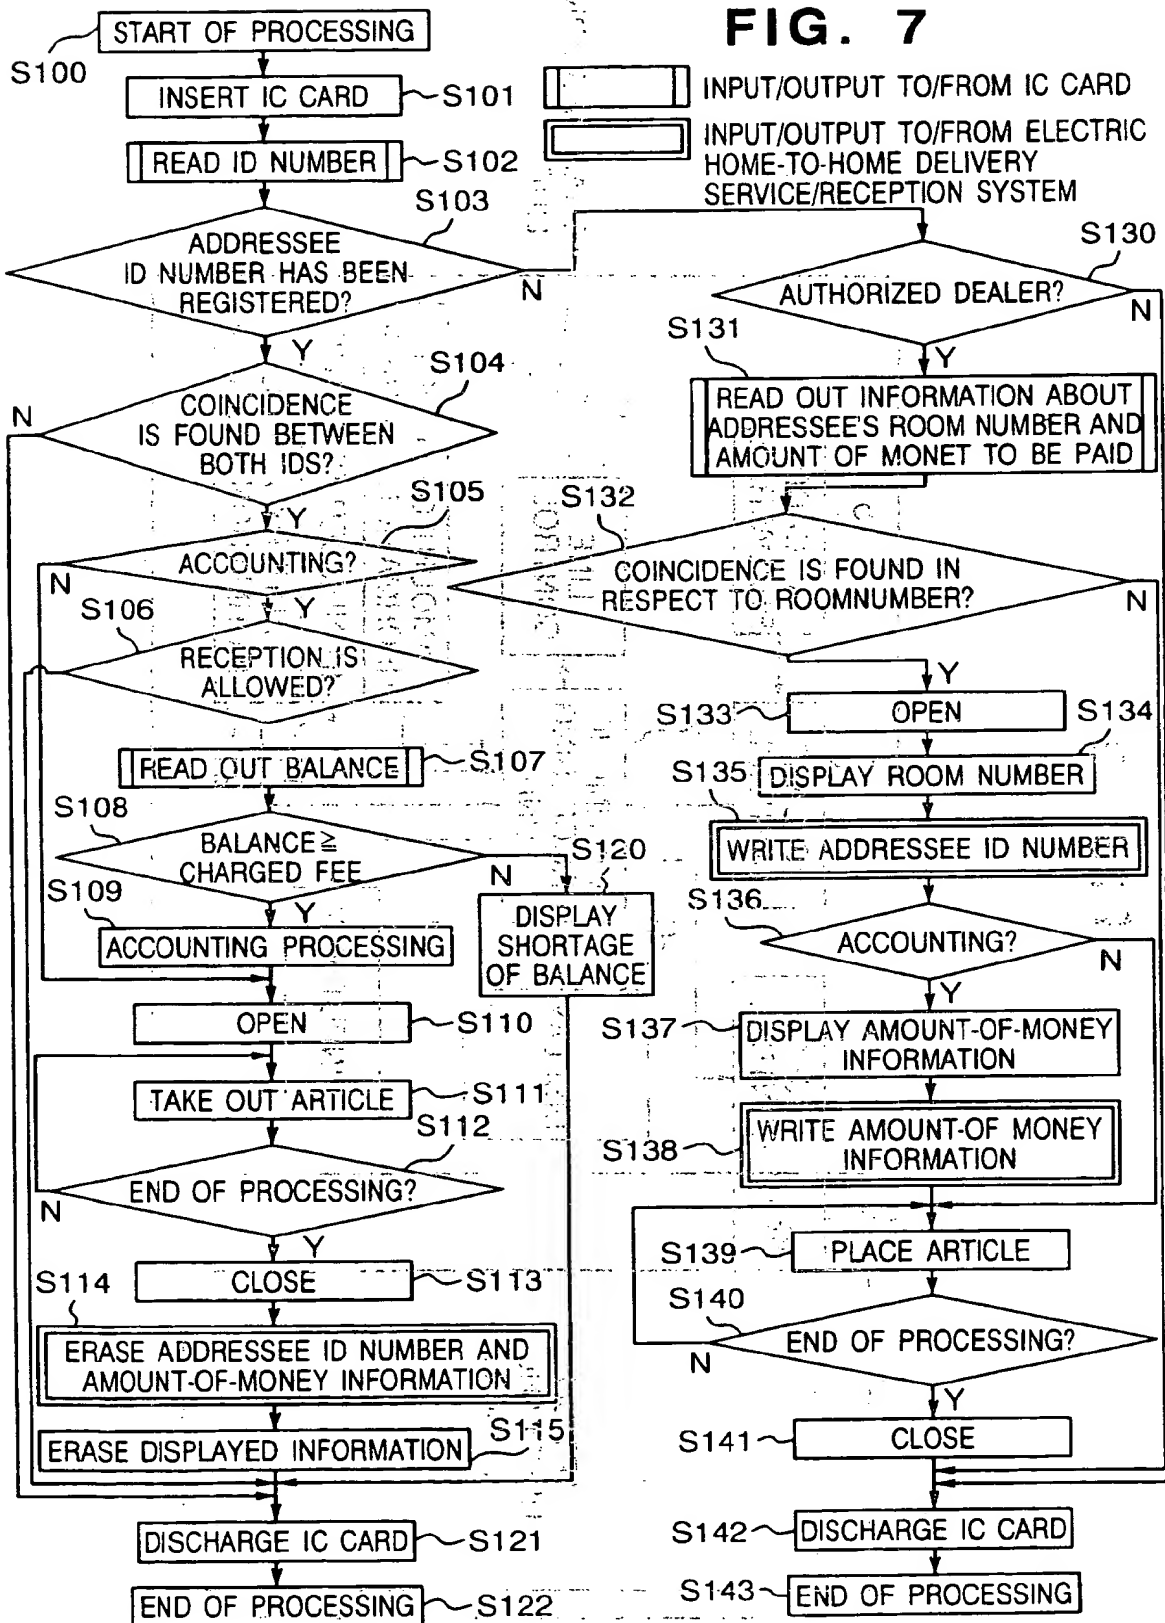 FIG. 7
START OF PROCESSING
S100
INSERT IC CARD
S101
READ ID NUMBER
S102
INPUT/OUTPUT TO/FROM IC CARD
INPUT/OUTPUT TO/FROM ELECTRIC
HOME-TO-HOME DELIVERY
SERVICE/RECEPTION SYSTEM
S103
ADDRESSEE
ID NUMBER HAS BEEN
REGISTERED?
N
Y
S104
COINCIDENCE
IS FOUND BETWEEN
BOTH IDS?
N
Y
S105
ACCOUNTING?
N
Y
S106
RECEPTION IS
ALLOWED?
READ OUT BALANCE
S107
S108
BALANCE≧
CHARGED FEE
N
Y
S120
DISPLAY
SHORTAGE
OF BALANCE
S109
ACCOUNTING PROCESSING
OPEN
S110
TAKE OUT ARTICLE
S111
S112
END OF PROCESSING?
N
Y
CLOSE
S113
S114
ERASE ADDRESSEE ID NUMBER AND
AMOUNT-OF-MONEY INFORMATION
S115
ERASE DISPLAYED INFORMATION
DISCHARGE IC CARD
S121
END OF PROCESSING
S122
S130
AUTHORIZED DEALER?
N
Y
S131
READ OUT INFORMATION ABOUT
ADDRESSEE'S ROOM NUMBER AND
AMOUNT OF MONET TO BE PAID
S132
COINCIDENCE IS FOUND IN
RESPECT TO ROOMNUMBER?
N
Y
S133
OPEN
S134
DISPLAY ROOM NUMBER
S135
WRITE ADDRESSEE ID NUMBER
S136
ACCOUNTING?
N
Y
S137
DISPLAY AMOUNT-OF-MONEY
INFORMATION
S138
WRITE AMOUNT-OF MONEY
INFORMATION
S139
PLACE ARTICLE
S140
END OF PROCESSING?
N
Y
S141
CLOSE
S142
DISCHARGE IC CARD
S143
END OF PROCESSING